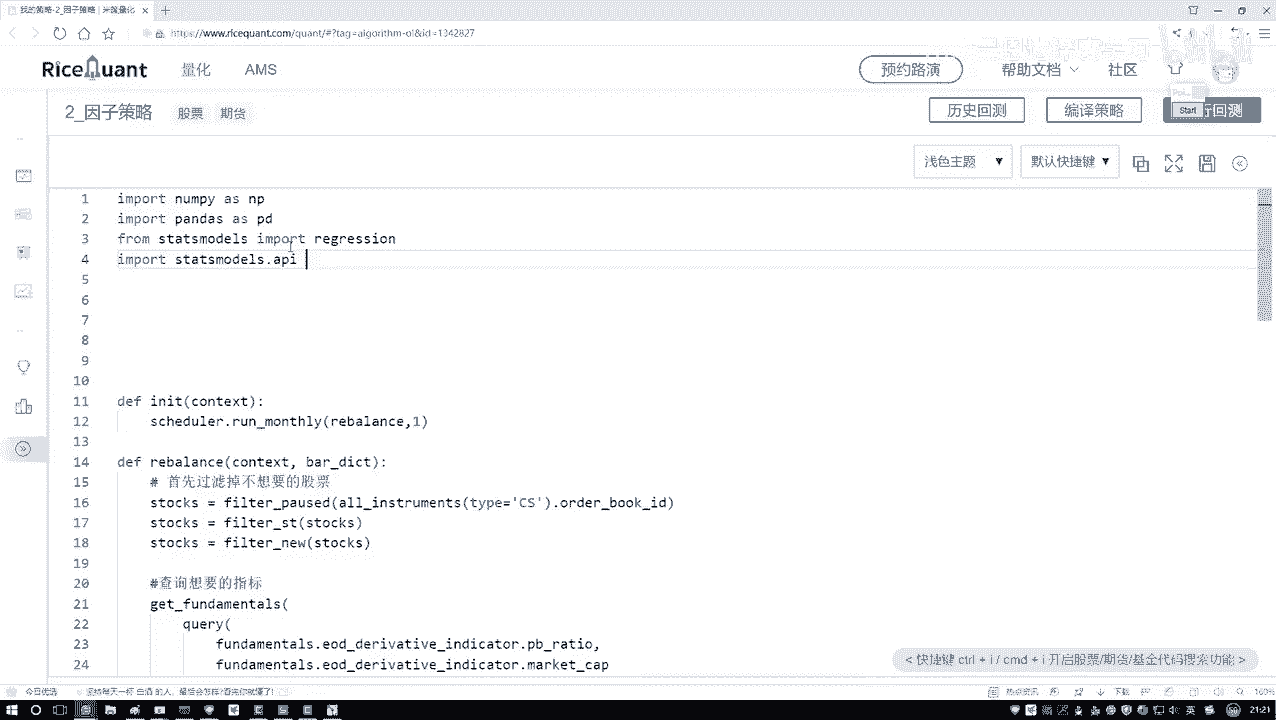 我的策略-2_因子策略 | 米筐量化
https://www.ricequant.com/quant/#?tag=algorithm-ol&id=1342827
RiceQuant 量化 AMS 预约路演 帮助文档 社区
2_因子策略 股票 期货 历史回测 编译策略 回测
Start
浅色主题 默认快捷键
1 import numpy as np
2 import pandas as pd
3 from statsmodels import regression
4 import statsmodels.api
5
6
7
8
9
10
11 def init(context):
12 scheduler.run_monthly(rebalance,1)
13
14 def rebalance(context, bar_dict):
15 # 首先过滤掉不想要的股票
16 stocks = filter_paused(all_instruments(type='CS').order_book_id)
17 stocks = filter_st(stocks)
18 stocks = filter_new(stocks)
19
20 #查询想要的指标
21 get_fundamentals(
22 query(
23 fundamentals.eod_derivative_indicator.pb_ratio,
24 fundamentals.eod_derivative_indicator.market_cap
< 快捷键 ctrl + i / cmd + i 开启股票/期货/基金代码搜索功能 >
今日优选
100%
21:21